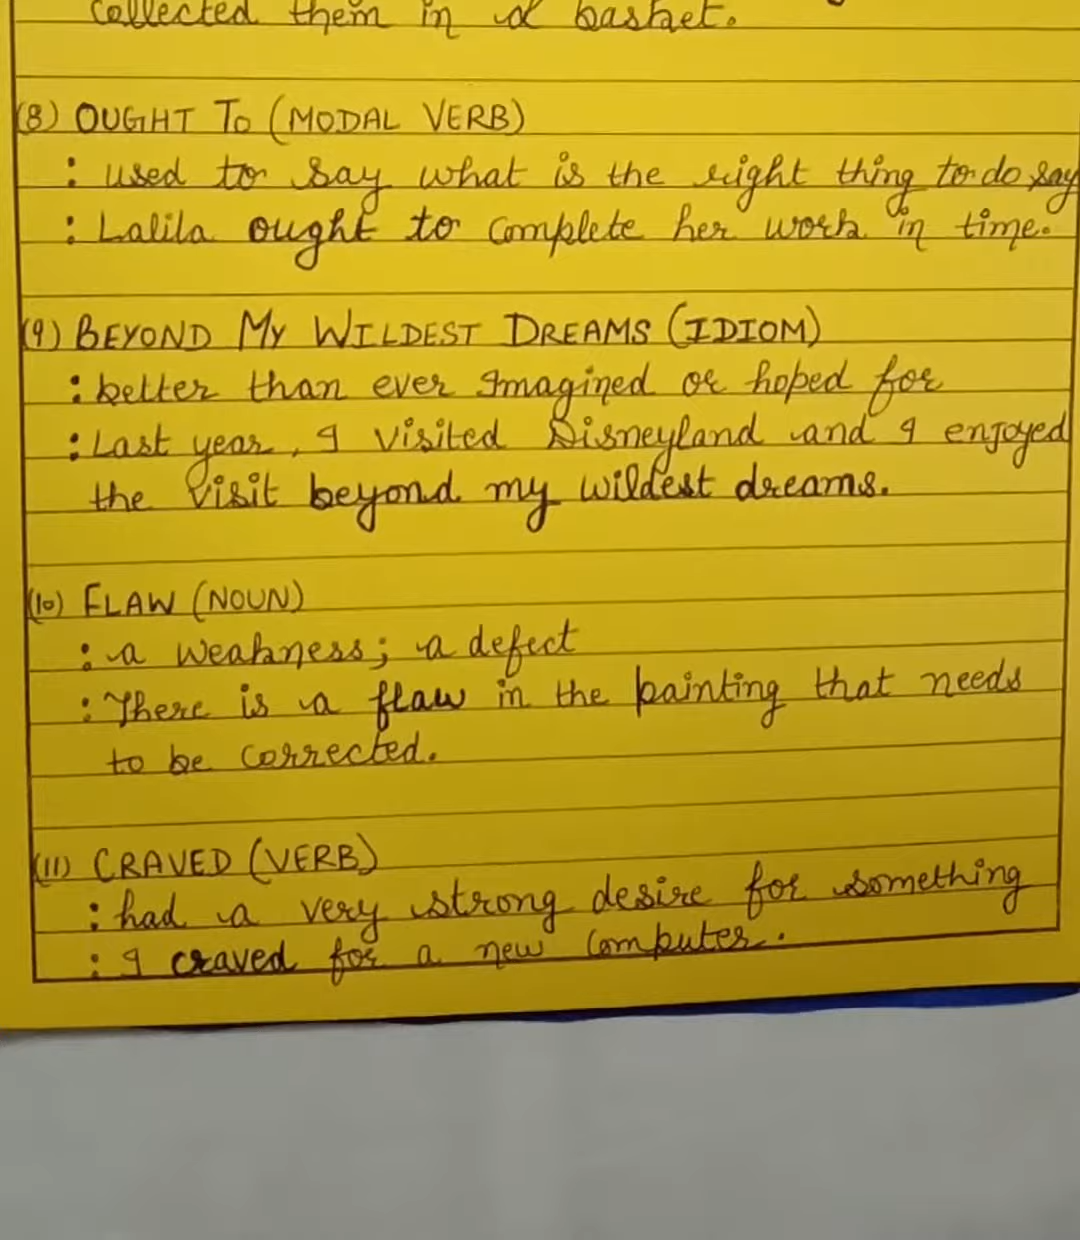 collected them in a basket.
(8) OUGHT TO (MODAL VERB)
: used to say what is the right thing to do say
: Lalila ought to complete her work in time.
(9) BEYOND MY WILDEST DREAMS (IDIOM)
: better than ever imagined or hoped for
: Last year, I visited Disneyland and I enjoyed
the visit beyond my wildest dreams.
(10) FLAW (NOUN)
: a weakness; a defect
: There is a flaw in the painting that needs
to be corrected.
(11) CRAVED (VERB)
: had a very strong desire for something
: I craved for a new computer.